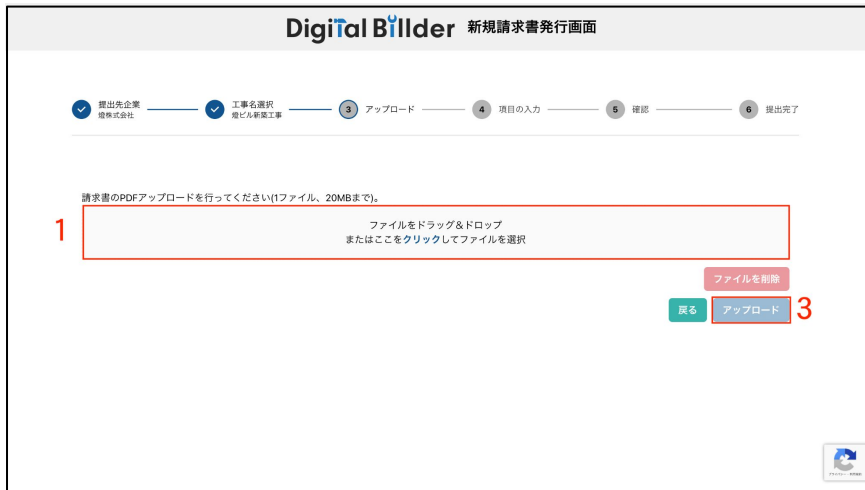 Digital Billder 新規請求書発行画面
提出先企業
燈株式会社
工事名選択
燈ビル新築工事
3 アップロード
4 項目の入力
5 確認
6 提出完了
請求書のPDFアップロードを行ってください(1ファイル、20MBまで)。
1
ファイルをドラッグ&ドロップ
またはここをクリックしてファイルを選択
ファイルを削除
戻る アップロード 3